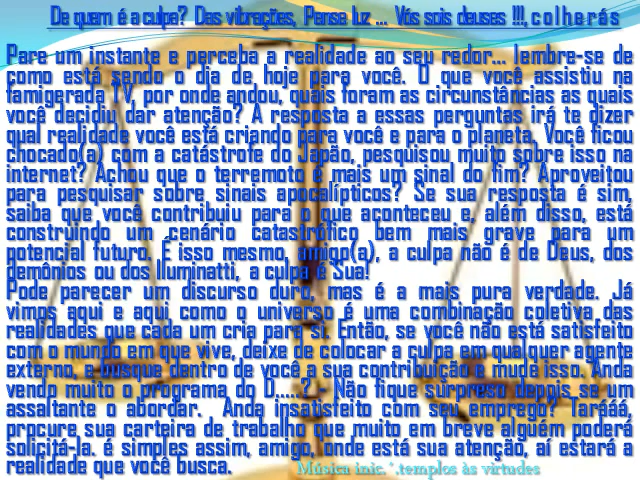 De quem é a culpa? Das vibrações, Pense luz ... Vós sois deuses !!!, c o l h e r á s
Pare um instante e perceba a realidade ao seu redor... lembre-se de
como está sendo o dia de hoje para você. O que você assistiu na
famigerada TV, por onde andou, quais foram as circunstâncias as quais
você decidiu dar atenção? A resposta a essas perguntas irá te dizer
qual realidade você está criando para você e para o planeta. Você ficou
chocado(a) com a catástrofe do Japão, pesquisou muito sobre isso na
internet? Achou que o terremoto é mais um sinal do fim? Aproveitou
para pesquisar sobre sinais apocalípticos? Se sua resposta é sim,
saiba que você contribuiu para o que aconteceu e, além disso, está
construindo um cenário catastrófico bem mais grave para um
potencial futuro. É isso mesmo, amigo(a), a culpa não é de Deus, dos
demônios ou dos Iluminatti, a culpa é Sua!
Pode parecer um discurso duro, mas é a mais pura verdade. Já
vimos aqui e aqui como o universo é uma combinação coletiva das
realidades que cada um cria para si. Então, se você não está satisfeito
com o mundo em que vive, deixe de colocar a culpa em qualquer agente
externo, e busque dentro de você a sua contribuição e mude isso. Anda
vendo muito o programa do D.....? . Não fique surpreso depois se um
assaltante o abordar. Anda insatisfeito com seu emprego? Tarááá,
procure sua carteira de trabalho que muito em breve alguém poderá
solicitá-la. é simples assim, amigo, onde está sua atenção, aí estará a
realidade que você busca.
Música inic. ´.templos às virtudes